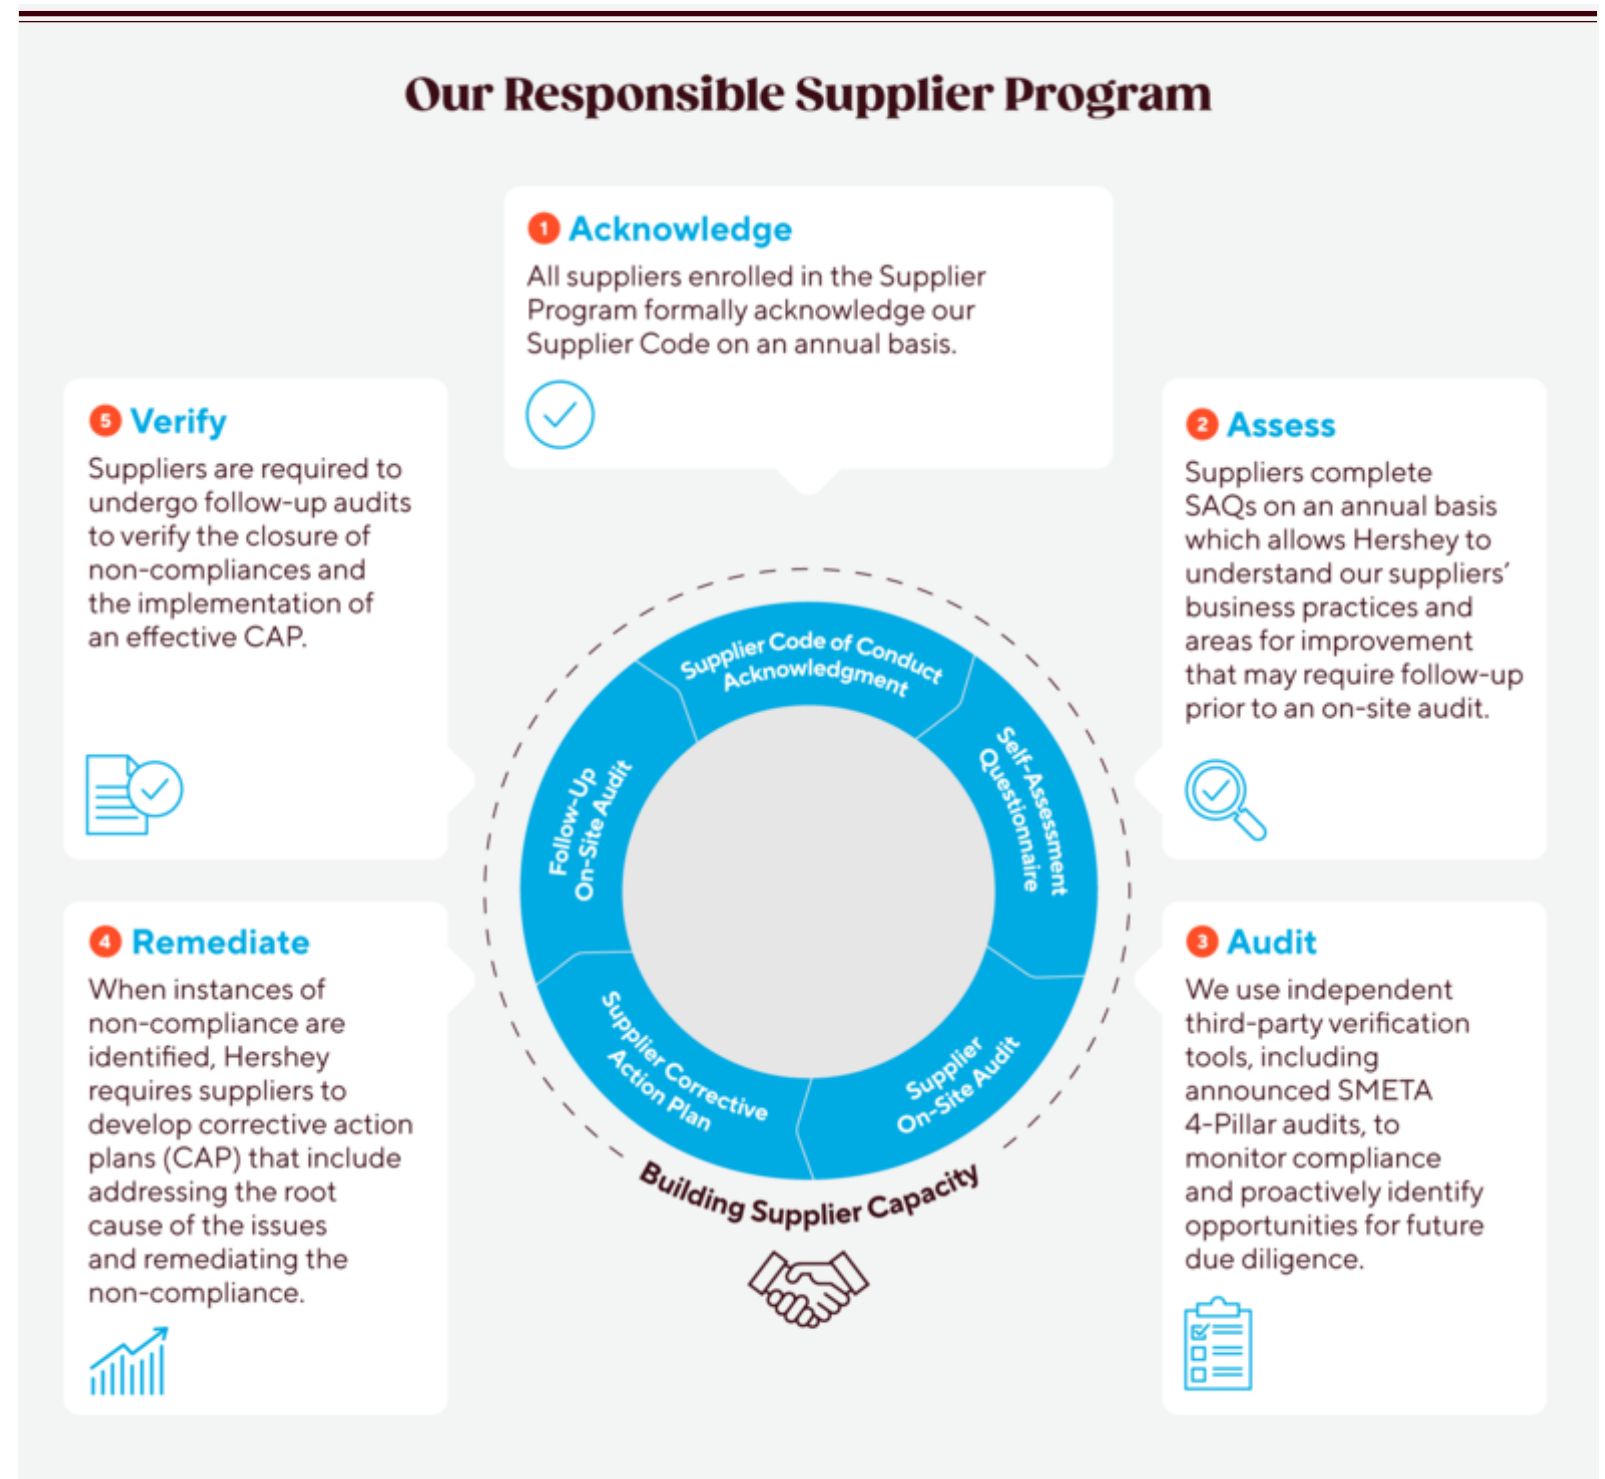 Our Responsible Supplier Program
1 Acknowledge
All suppliers enrolled in the Supplier
Program formally acknowledge our
Supplier Code on an annual basis.
5 Verify
Suppliers are required to
undergo follow-up audits
to verify the closure of
non-compliances and
the implementation of
an effective CAP.
2 Assess
Suppliers complete
SAQs on an annual basis
which allows Hershey to
understand our suppliers’
business practices and
areas for improvement
that may require follow-up
prior to an on-site audit.
Supplier Code of Conduct
Acknowledgment
Self-Assessment
Questionnaire
Supplier
On-Site Audit
Supplier Corrective
Action Plan
Follow-Up
On-Site Audit
Building Supplier Capacity
4 Remediate
When instances of
non-compliance are
identified, Hershey
requires suppliers to
develop corrective action
plans (CAP) that include
addressing the root
cause of the issues
and remediating the
non-compliance.
3 Audit
We use independent
third-party verification
tools, including
announced SMETA
4-Pillar audits, to
monitor compliance
and proactively identify
opportunities for future
due diligence.